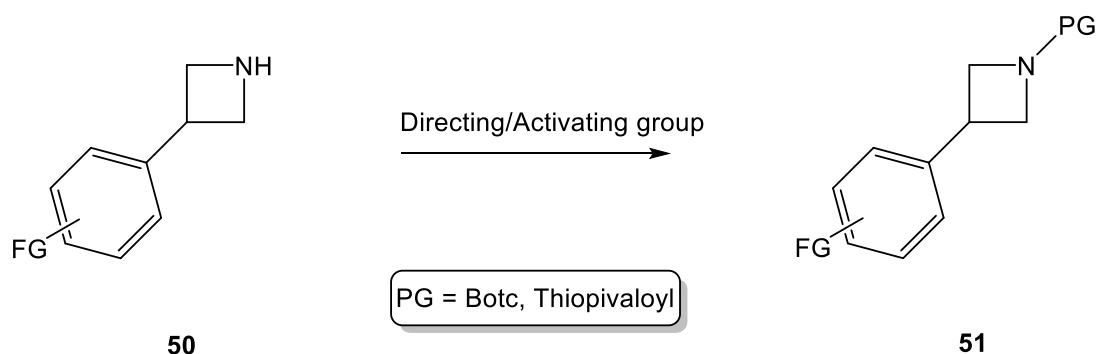 PG
NH
N
Directing/Activating group
FG
FG
PG = Botc, Thiopivaloyl
50
51